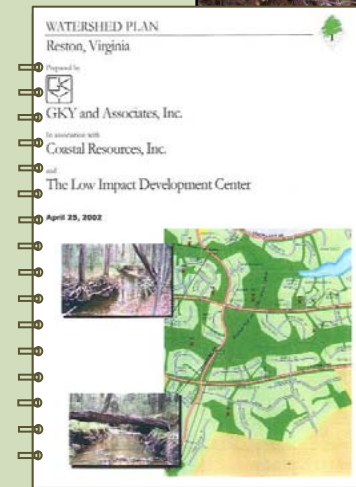 WATERSHED PLAN
Reston, Virginia
Prepared by
GKY and Associates, Inc.
In association with
Coastal Resources, Inc.
and
The Low Impact Development Center
April 25, 2002